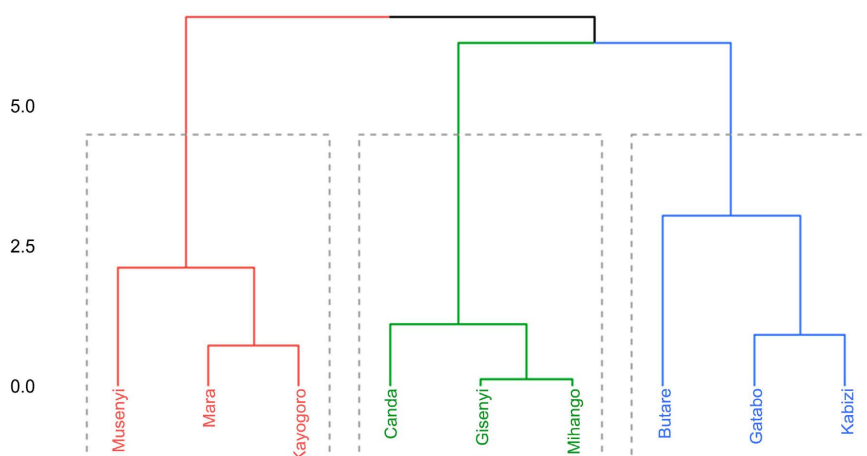 5.0
2.5
0.0
Musenyi
Mara
Kayogoro
Canda
Gisenyi
Mihango
Butare
Gatabo
Kabizi